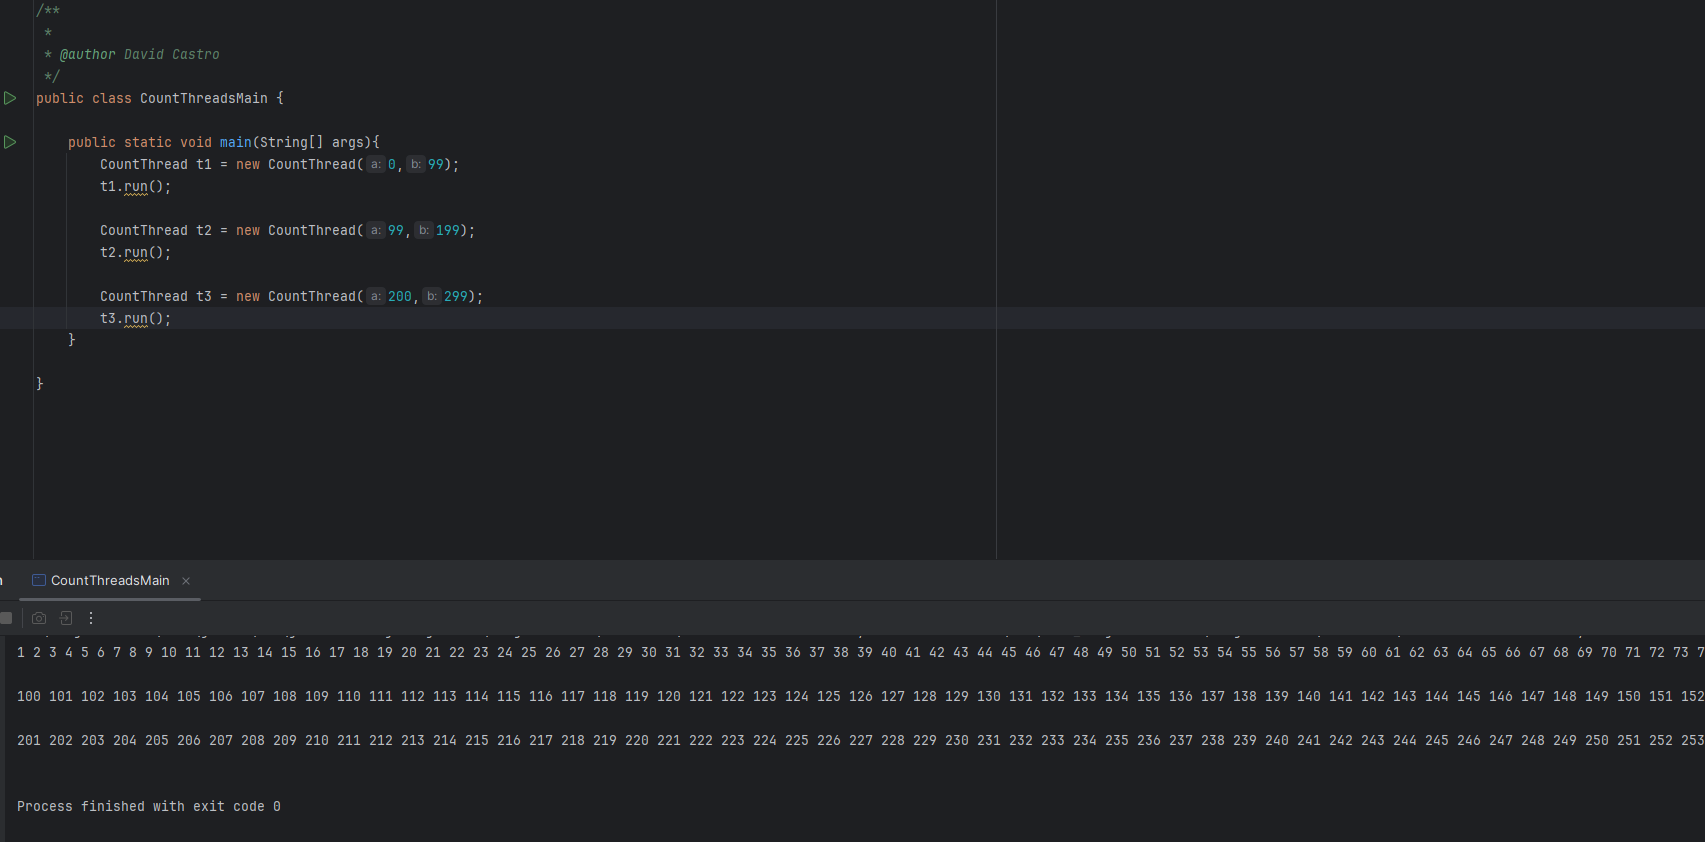 /**
*
* @author David Castro
*/
public class CountThreadsMain {
public static void main(String[] args){
CountThread t1 = new CountThread( a: 0, b: 99);
t1.run();
CountThread t2 = new CountThread( a: 99, b: 199);
t2.run();
CountThread t3 = new CountThread( a: 200, b: 299);
t3.run();
}
}
CountThreadsMain ×
1 2 3 4 5 6 7 8 9 10 11 12 13 14 15 16 17 18 19 20 21 22 23 24 25 26 27 28 29 30 31 32 33 34 35 36 37 38 39 40 41 42 43 44 45 46 47 48 49 50 51 52 53 54 55 56 57 58 59 60 61 62 63 64 65 66 67 68 69 70 71 72 73 7
100 101 102 103 104 105 106 107 108 109 110 111 112 113 114 115 116 117 118 119 120 121 122 123 124 125 126 127 128 129 130 131 132 133 134 135 136 137 138 139 140 141 142 143 144 145 146 147 148 149 150 151 152
201 202 203 204 205 206 207 208 209 210 211 212 213 214 215 216 217 218 219 220 221 222 223 224 225 226 227 228 229 230 231 232 233 234 235 236 237 238 239 240 241 242 243 244 245 246 247 248 249 250 251 252 253
Process finished with exit code 0